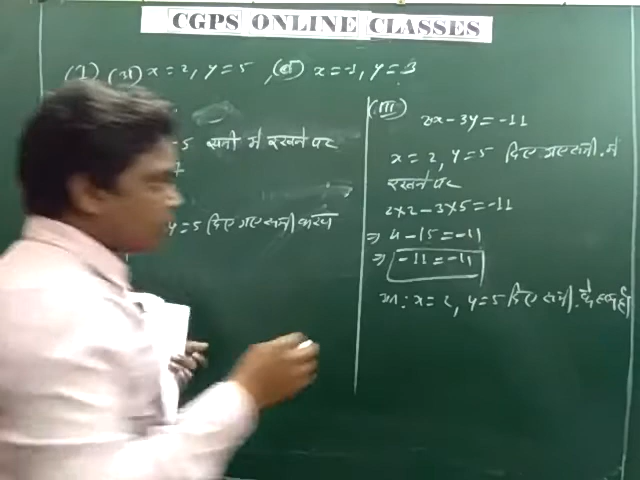 CGPS ONLINE CLASSES
(I) (अ) x = 2, y = 5, (ब) x = -1, y = 3
-5 समी में रखने पर
y = 5 दिए गए समी
(III) 2x - 3y = -11
x = 2, y = 5 दिए गए समी. में
रखने पर
2×2 - 3×5 = -11
⇒ 4 - 15 = -11
⇒ -11 = -11
अतः x = 2, y = 5 दिए समी. के हल है